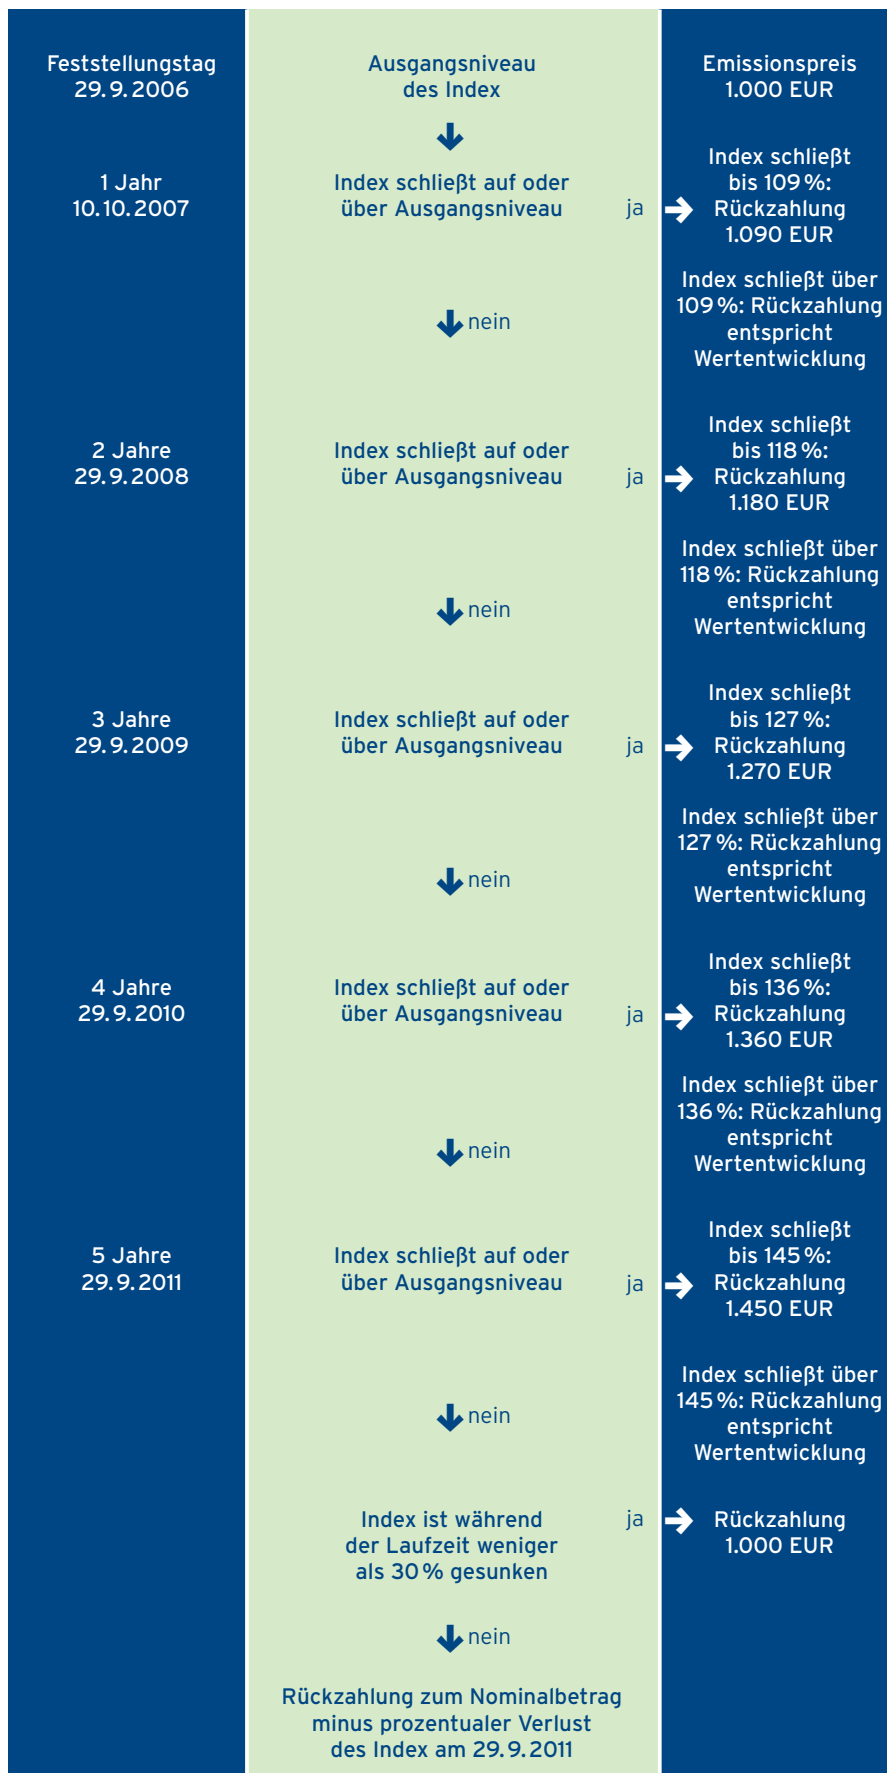 Feststellungstag
29.9.2006
Ausgangsniveau
des Index
Emissionspreis
1.000 EUR
1 Jahr
10.10.2007
Index schließt auf oder
über Ausgangsniveau
ja
Index schließt
bis 109 %:
Rückzahlung
1.090 EUR
nein
Index schließt über
109 %: Rückzahlung
entspricht
Wertentwicklung
2 Jahre
29.9.2008
Index schließt auf oder
über Ausgangsniveau
ja
Index schließt
bis 118 %:
Rückzahlung
1.180 EUR
nein
Index schließt über
118 %: Rückzahlung
entspricht
Wertentwicklung
3 Jahre
29.9.2009
Index schließt auf oder
über Ausgangsniveau
ja
Index schließt
bis 127 %:
Rückzahlung
1.270 EUR
nein
Index schließt über
127 %: Rückzahlung
entspricht
Wertentwicklung
4 Jahre
29.9.2010
Index schließt auf oder
über Ausgangsniveau
ja
Index schließt
bis 136 %:
Rückzahlung
1.360 EUR
nein
Index schließt über
136 %: Rückzahlung
entspricht
Wertentwicklung
5 Jahre
29.9.2011
Index schließt auf oder
über Ausgangsniveau
ja
Index schließt
bis 145 %:
Rückzahlung
1.450 EUR
nein
Index schließt über
145 %: Rückzahlung
entspricht
Wertentwicklung
Index ist während
der Laufzeit weniger
als 30 % gesunken
ja
Rückzahlung
1.000 EUR
nein
Rückzahlung zum Nominalbetrag
minus prozentualer Verlust
des Index am 29.9.2011